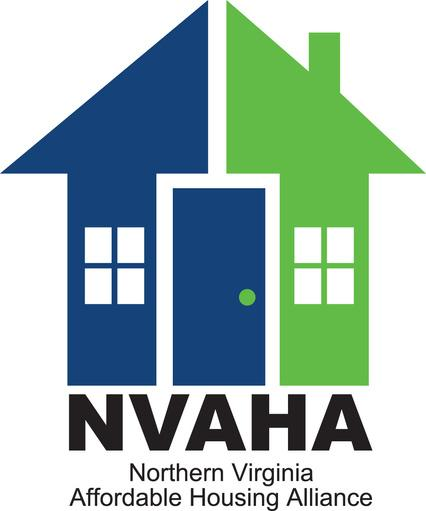 NVAHA
Northern Virginia
Affordable Housing Alliance